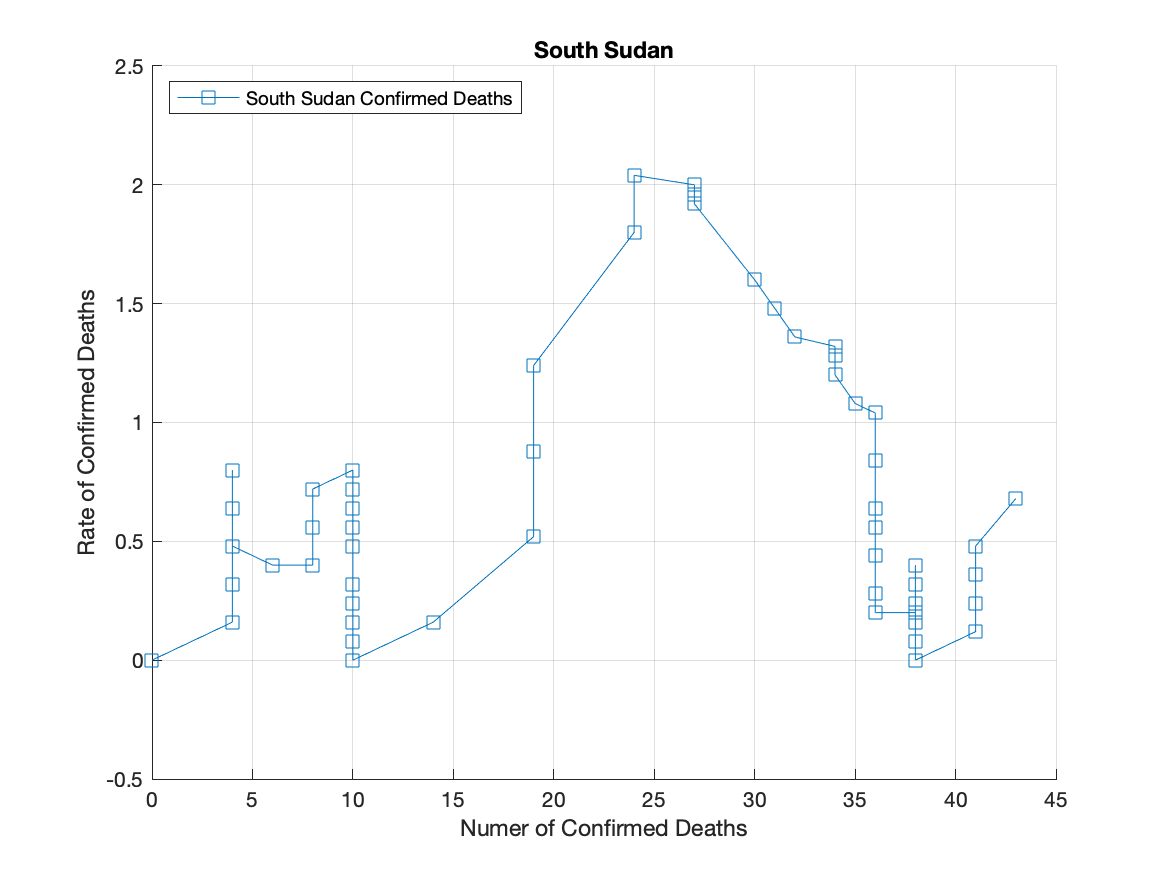 South Sudan
South Sudan Confirmed Deaths
2.5
2
1.5
1
0.5
0
-0.5
Rate of Confirmed Deaths
0 5 10 15 20 25 30 35 40 45
Numer of Confirmed Deaths